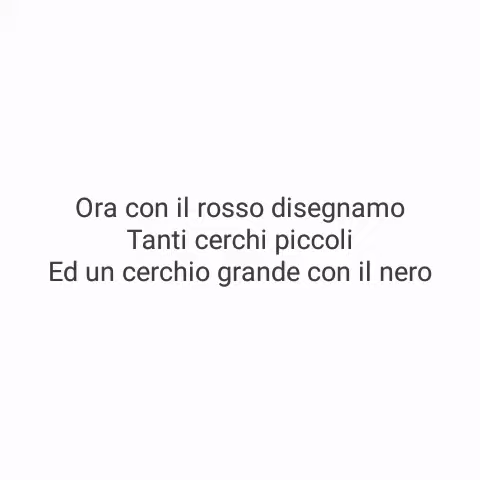 Ora con il rosso disegnamo
Tanti cerchi piccoli
Ed un cerchio grande con il nero